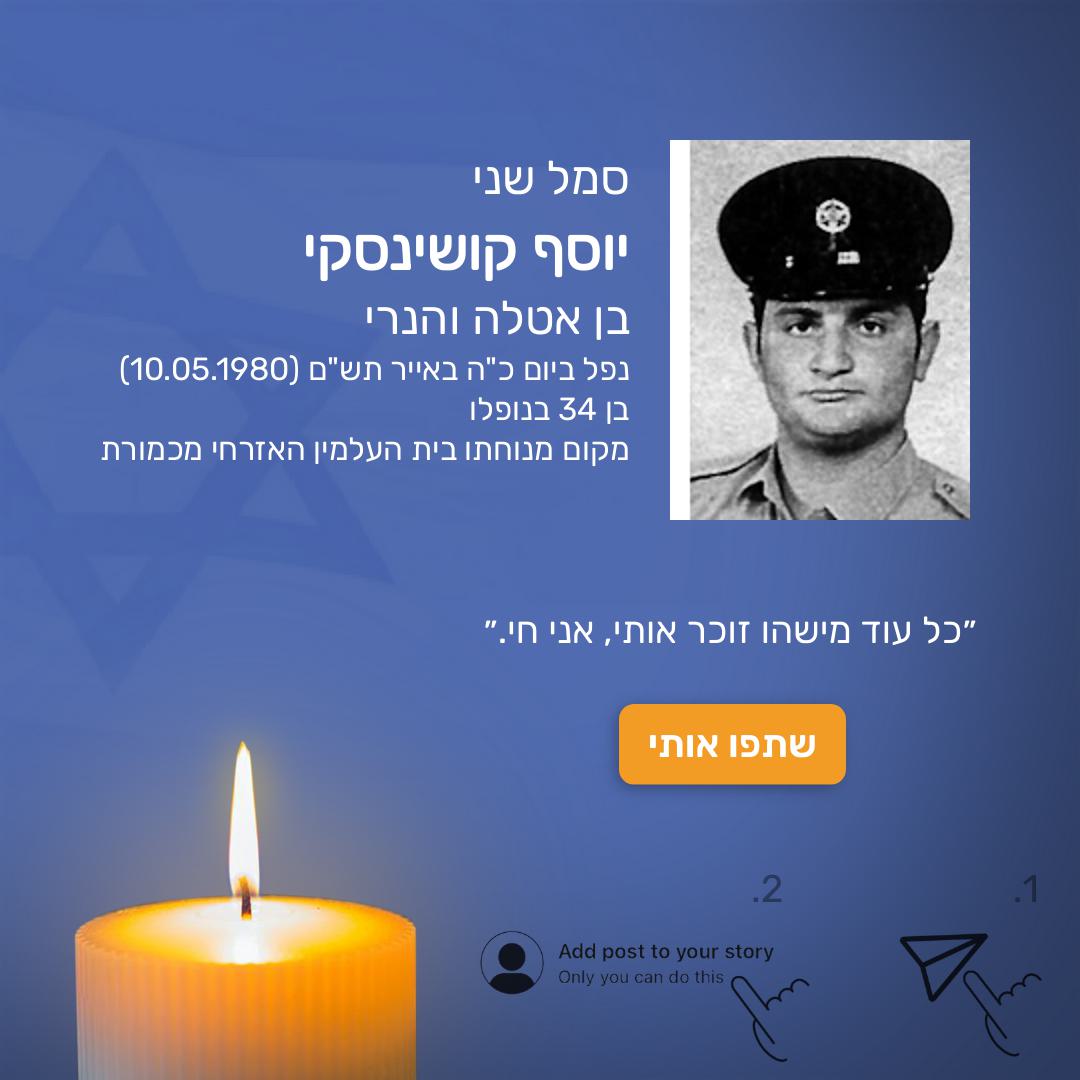 סמל שני
יוסף קושינסקי
בן אטלה והנרי
נפל ביום כ"ה באייר תש"ם (10.05.1980)
בן 34 בנופלו
מקום מנוחתו בית העלמין האזרחי מכמורת
״כל עוד מישהו זוכר אותי, אני חי.״
שתפו אותי
1.
2.
Add post to your story
Only you can do this